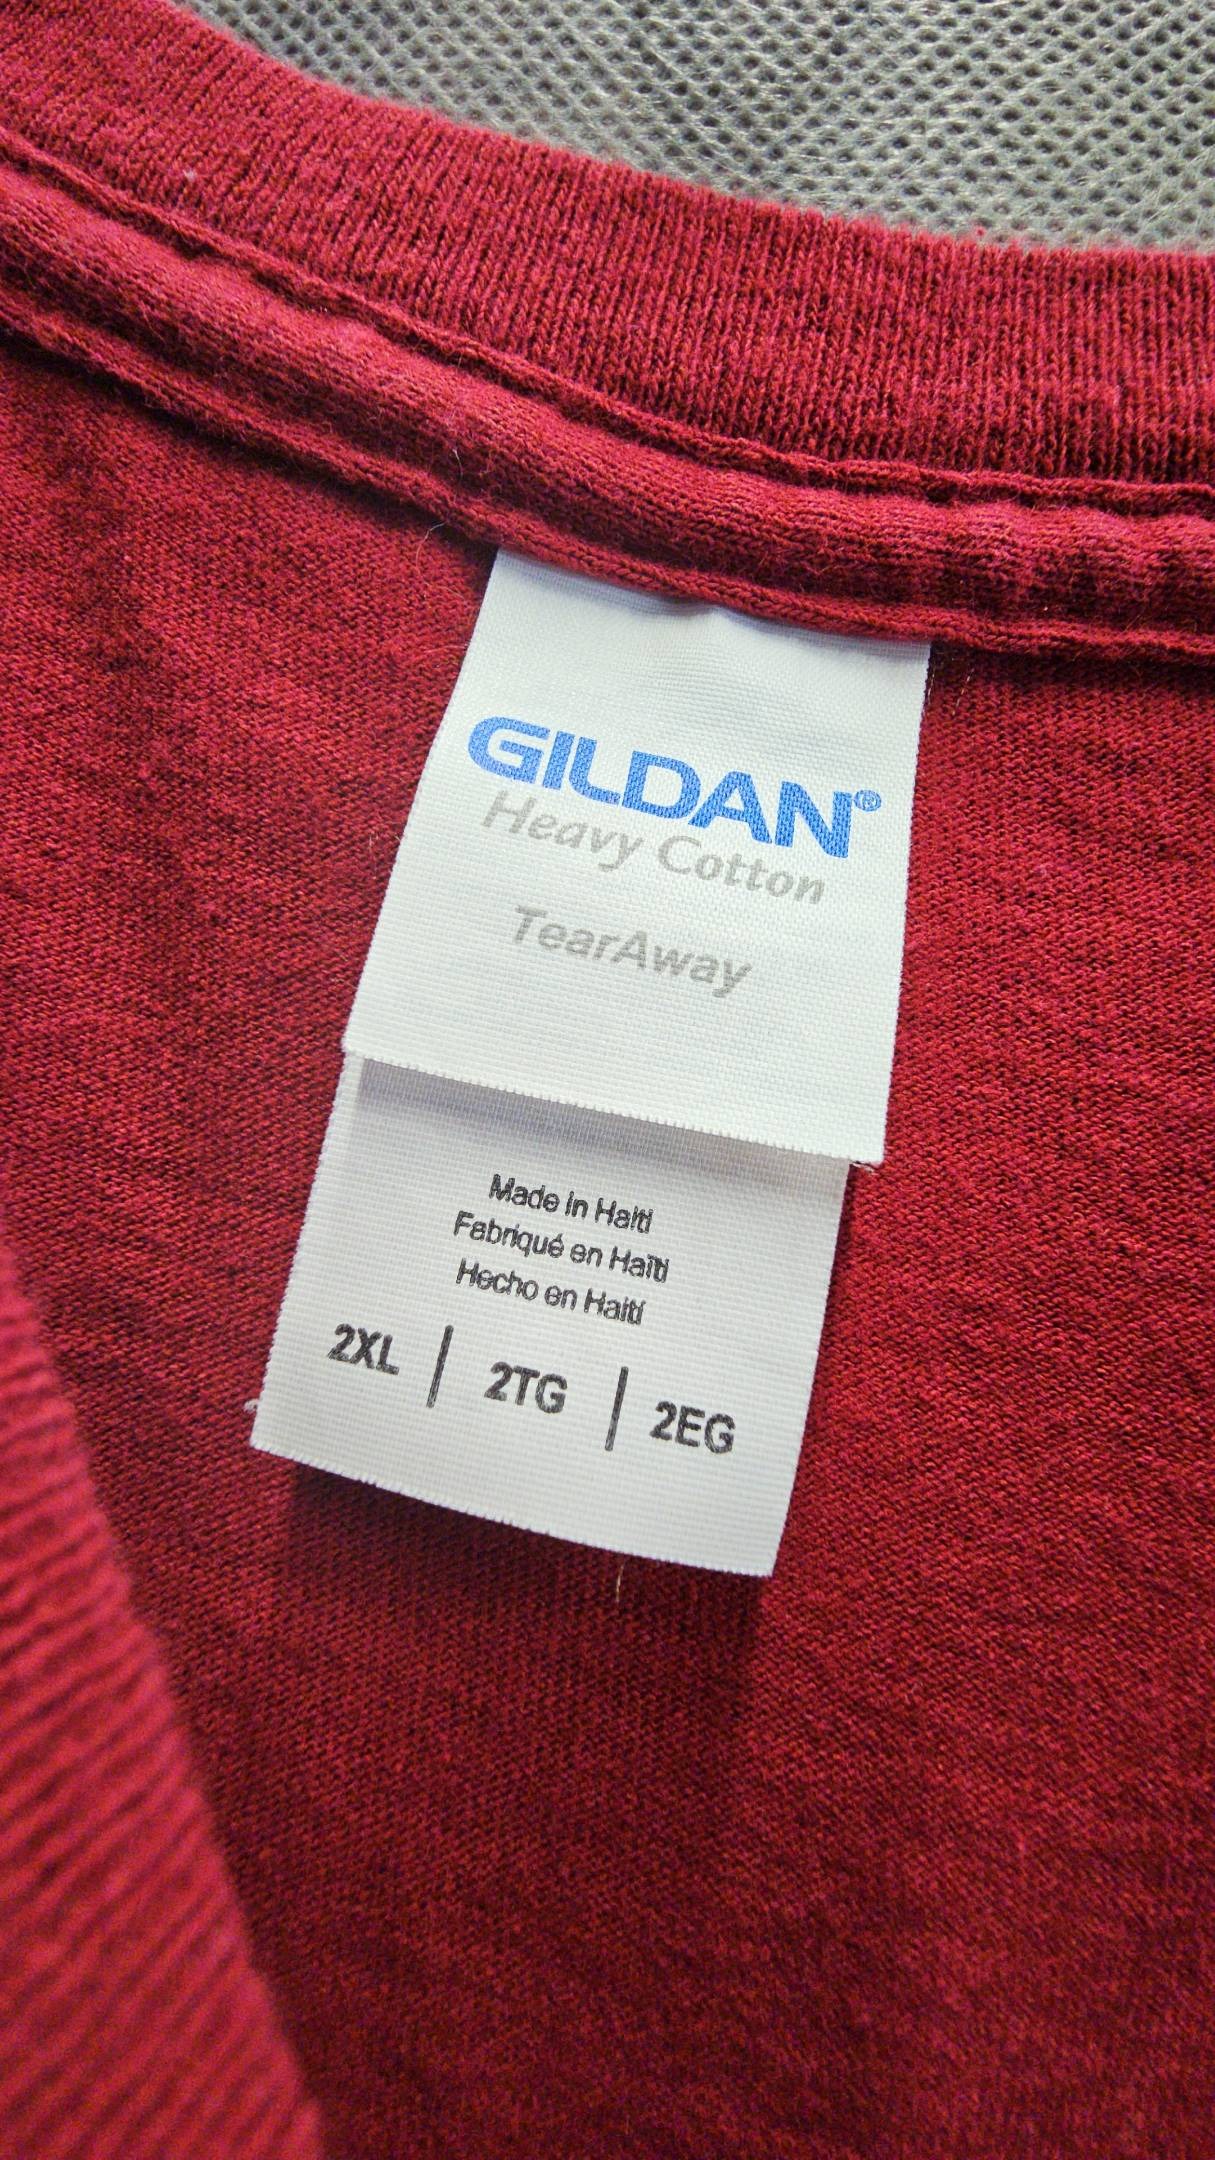 GILDAN®
Heavy Cotton
TearAway
Made in Haiti
Fabriqué en Haïti
Hecho en Haití
2XL | 2TG | 2EG